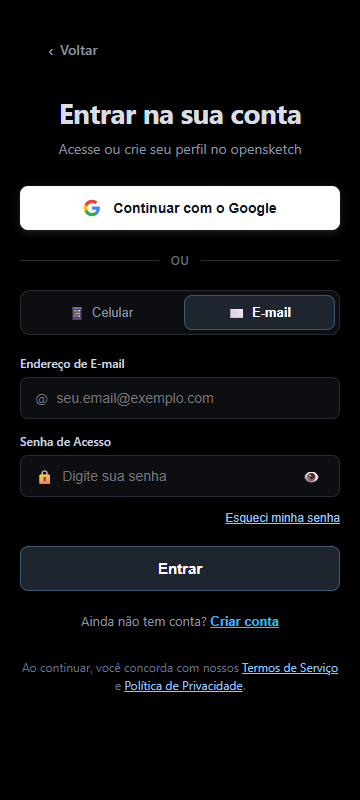 ‹ Voltar
Entrar na sua conta
Acesse ou crie seu perfil no opensketch
Continuar com o Google
OU
Celular
E-mail
Endereço de E-mail
@ seu.email@exemplo.com
Senha de Acesso
Digite sua senha
Esqueci minha senha
Entrar
Ainda não tem conta? Criar conta
Ao continuar, você concorda com nossos Termos de Serviço
e Política de Privacidade.